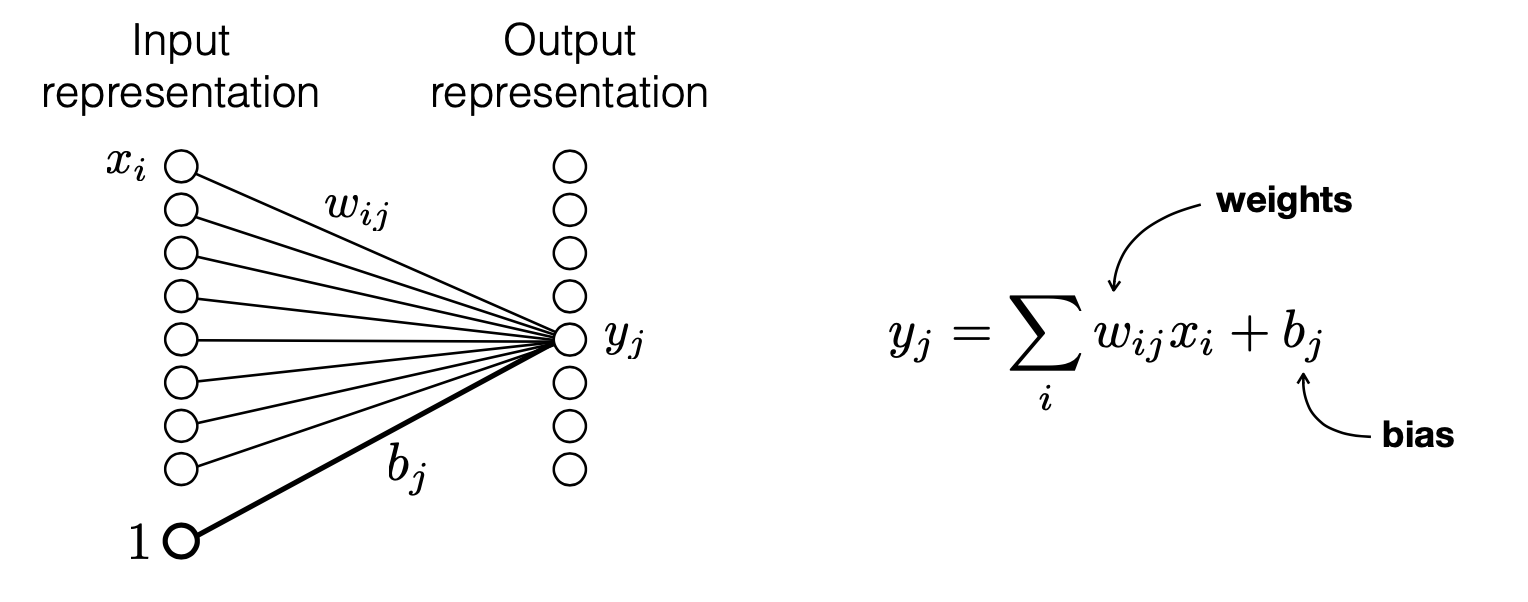 Input
representation
Output
representation
x_i
w_{ij}
y_j
b_j
1
weights
y_j = \sum_i w_{ij} x_i + b_j
bias